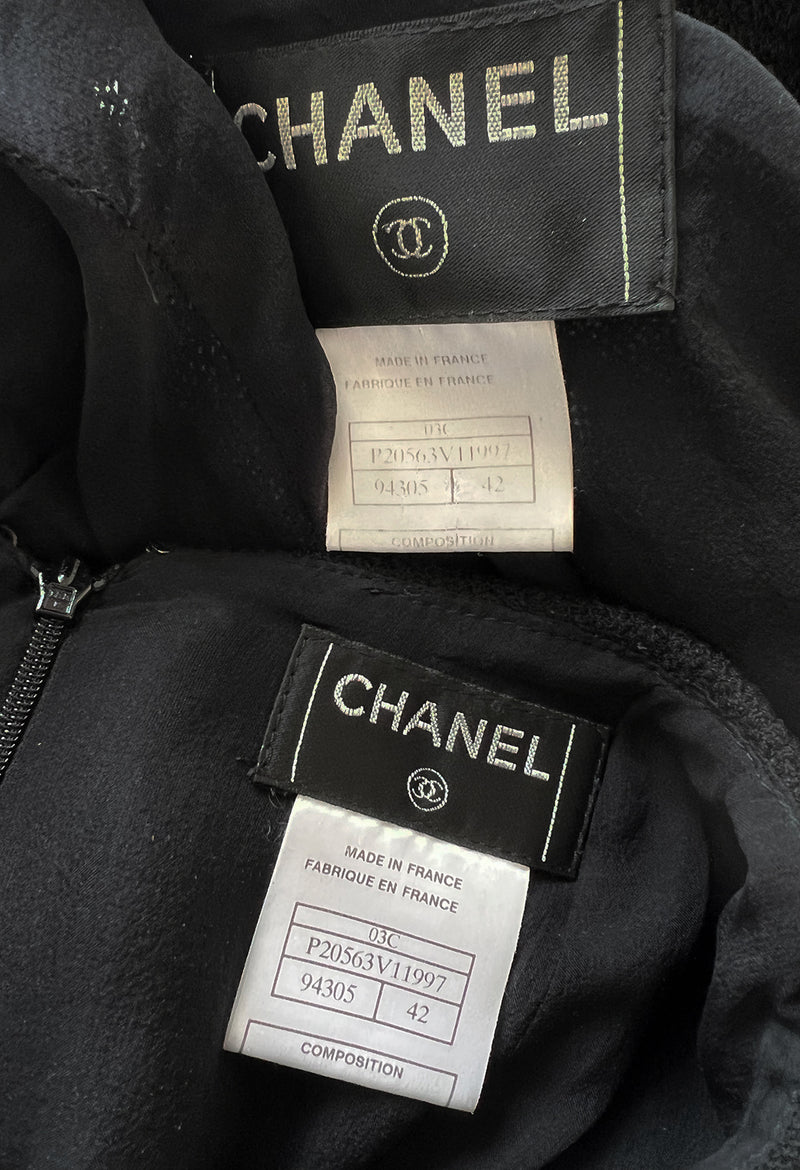 CHANEL
MADE IN FRANCE
FABRIQUE EN FRANCE
03C
P20563V11997
94305 42
COMPOSITION
CHANEL
MADE IN FRANCE
FABRIQUE EN FRANCE
03C
P20563V11997
94305 42
COMPOSITION